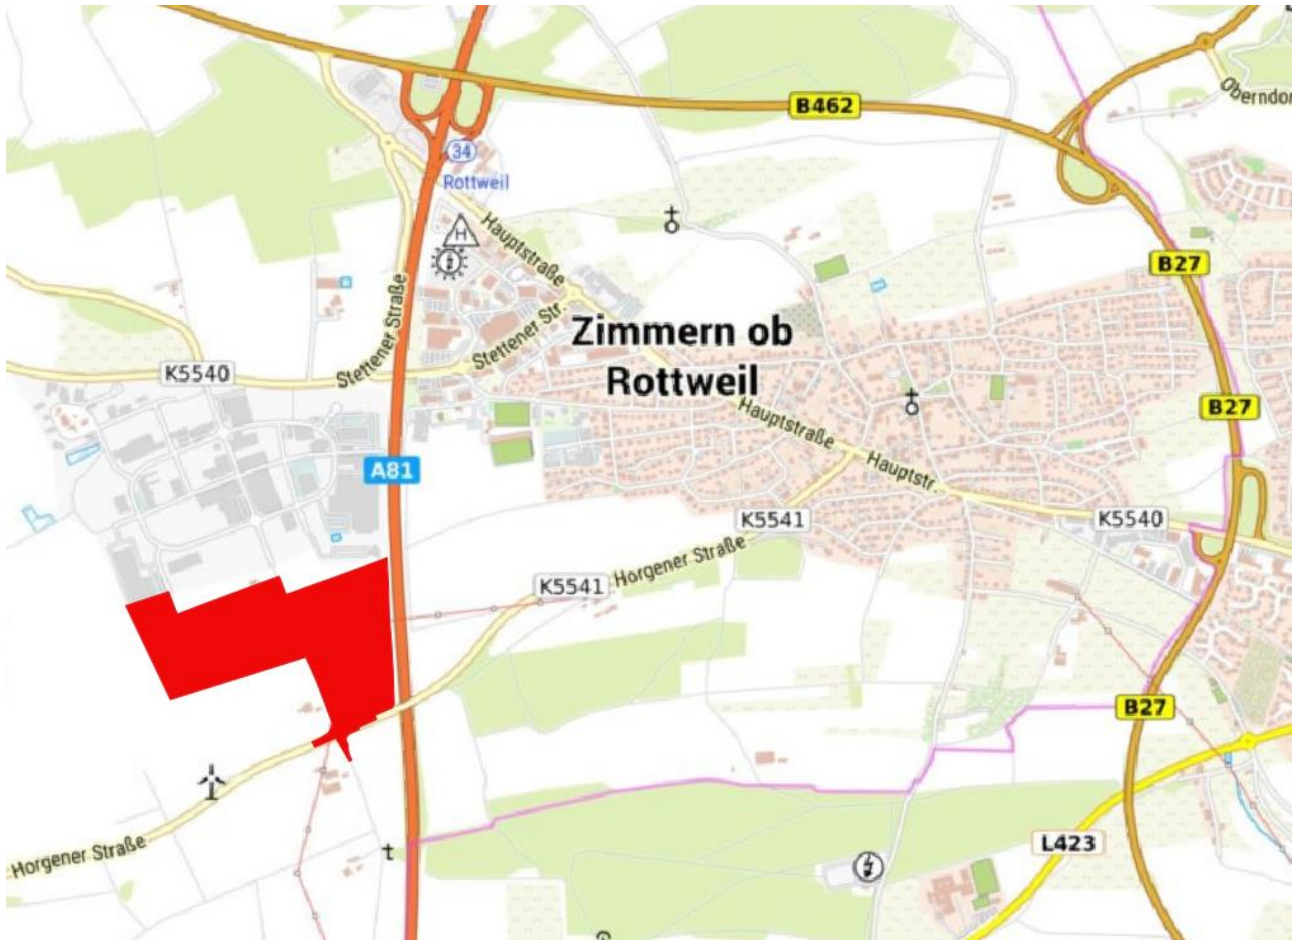 B462
Oberndor
34
Rottweil
Hauptstraße
H
B27
Stettener Straße
Stettener Str.
Zimmern ob
Rottweil
K5540
Hauptstraße
B27
A81
Hauptstr.
K5541
K5540
Horgener Straße
K5541
B27
Horgener Straße
L423